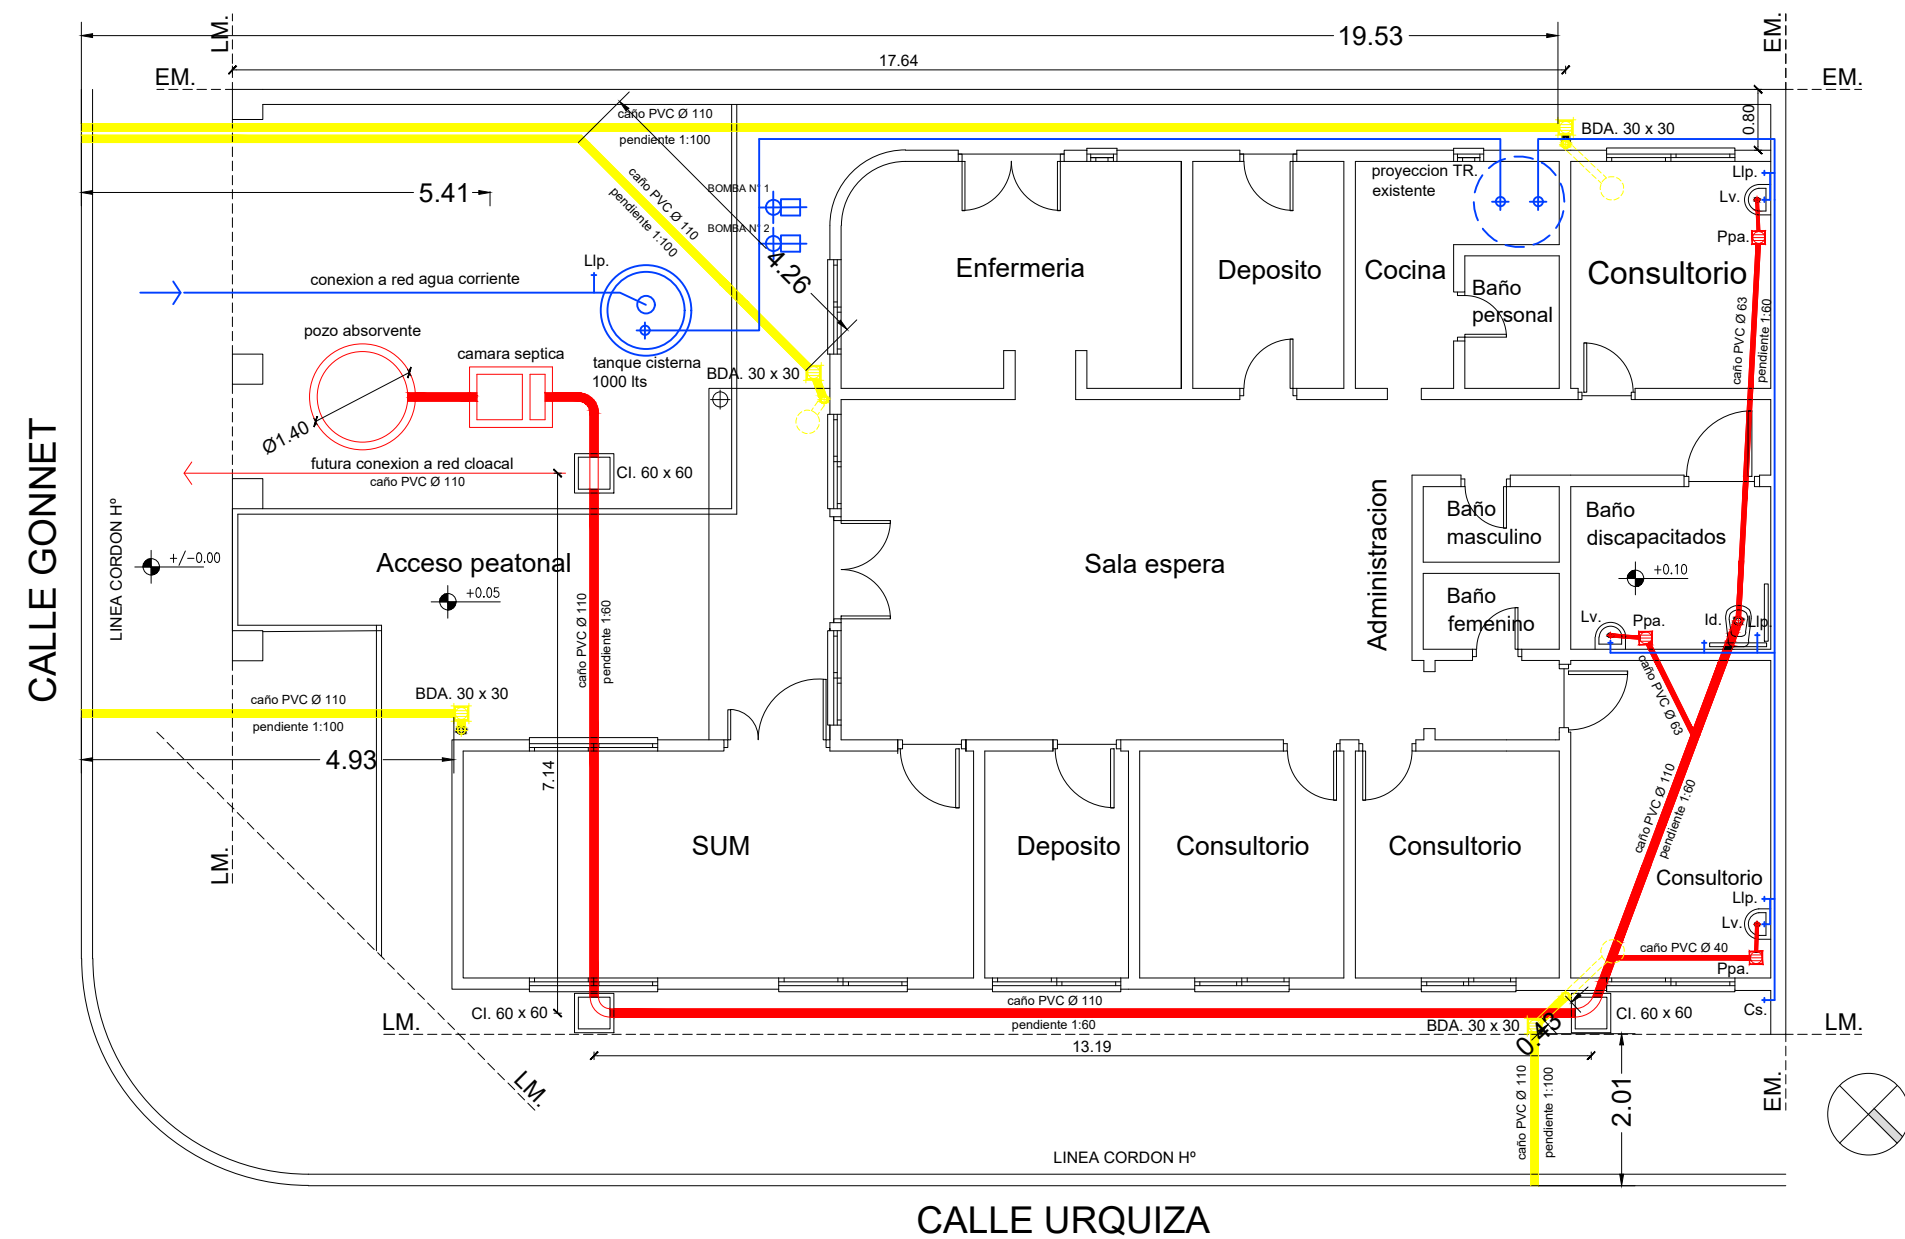 LM.
EM.
19.53
17.64
EM.
EM.
caño PVC Ø 110
pendiente 1:100
BDA. 30 x 30
0.80
caño PVC Ø 110
pendiente 1:100
5.41
BOMBA N° 1
BOMBA N° 2
4.26
proyeccion TR.
existente
Llp.
Lv.
Ppa.
Llp.
conexion a red agua corriente
Enfermeria
Deposito
Cocina
Baño
personal
Consultorio
caño PVC Ø 63
pendiente 1:60
pozo absorvente
camara septica
tanque cisterna
1000 lts
BDA. 30 x 30
Ø1.40
futura conexion a red cloacal
caño PVC Ø 110
CI. 60 x 60
CALLE GONNET
LINEA CORDON Hº
+/-0.00
Acceso peatonal
+0.05
caño PVC Ø 110
pendiente 1:60
Sala espera
Administracion
Baño
masculino
Baño
femenino
Baño
discapacitados
+0.10
Lv.
Ppa.
Id.
Llp.
caño PVC Ø 63
caño PVC Ø 110
pendiente 1:100
BDA. 30 x 30
4.93
7.14
LM.
SUM
Deposito
Consultorio
Consultorio
caño PVC Ø 110
pendiente 1:60
Consultorio
Llp.
Lv.
caño PVC Ø 40
Ppa.
Cs.
LM.
CI. 60 x 60
caño PVC Ø 110
pendiente 1:60
BDA. 30 x 30
0.43
CI. 60 x 60
LM.
13.19
LM.
caño PVC Ø 110
pendiente 1:100
2.01
EM.
LINEA CORDON Hº
CALLE URQUIZA